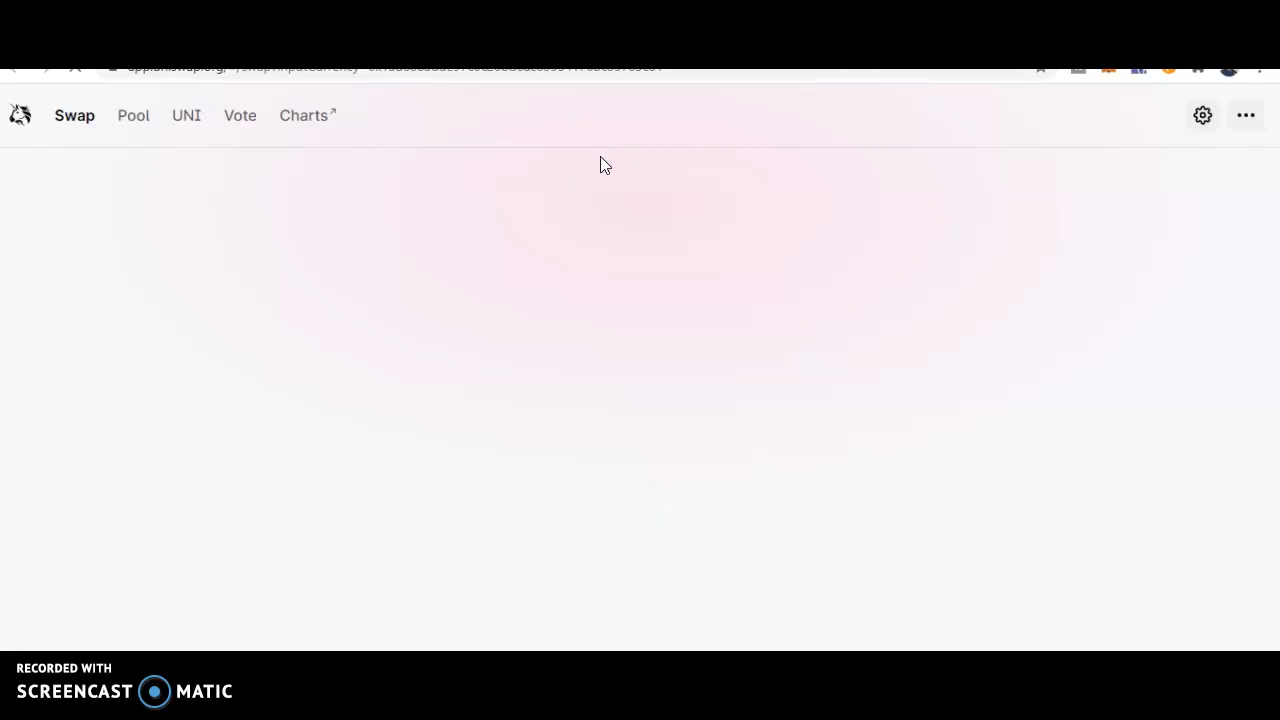 Swap Pool UNI Vote Charts↗
RECORDED WITH
SCREENCAST MATIC